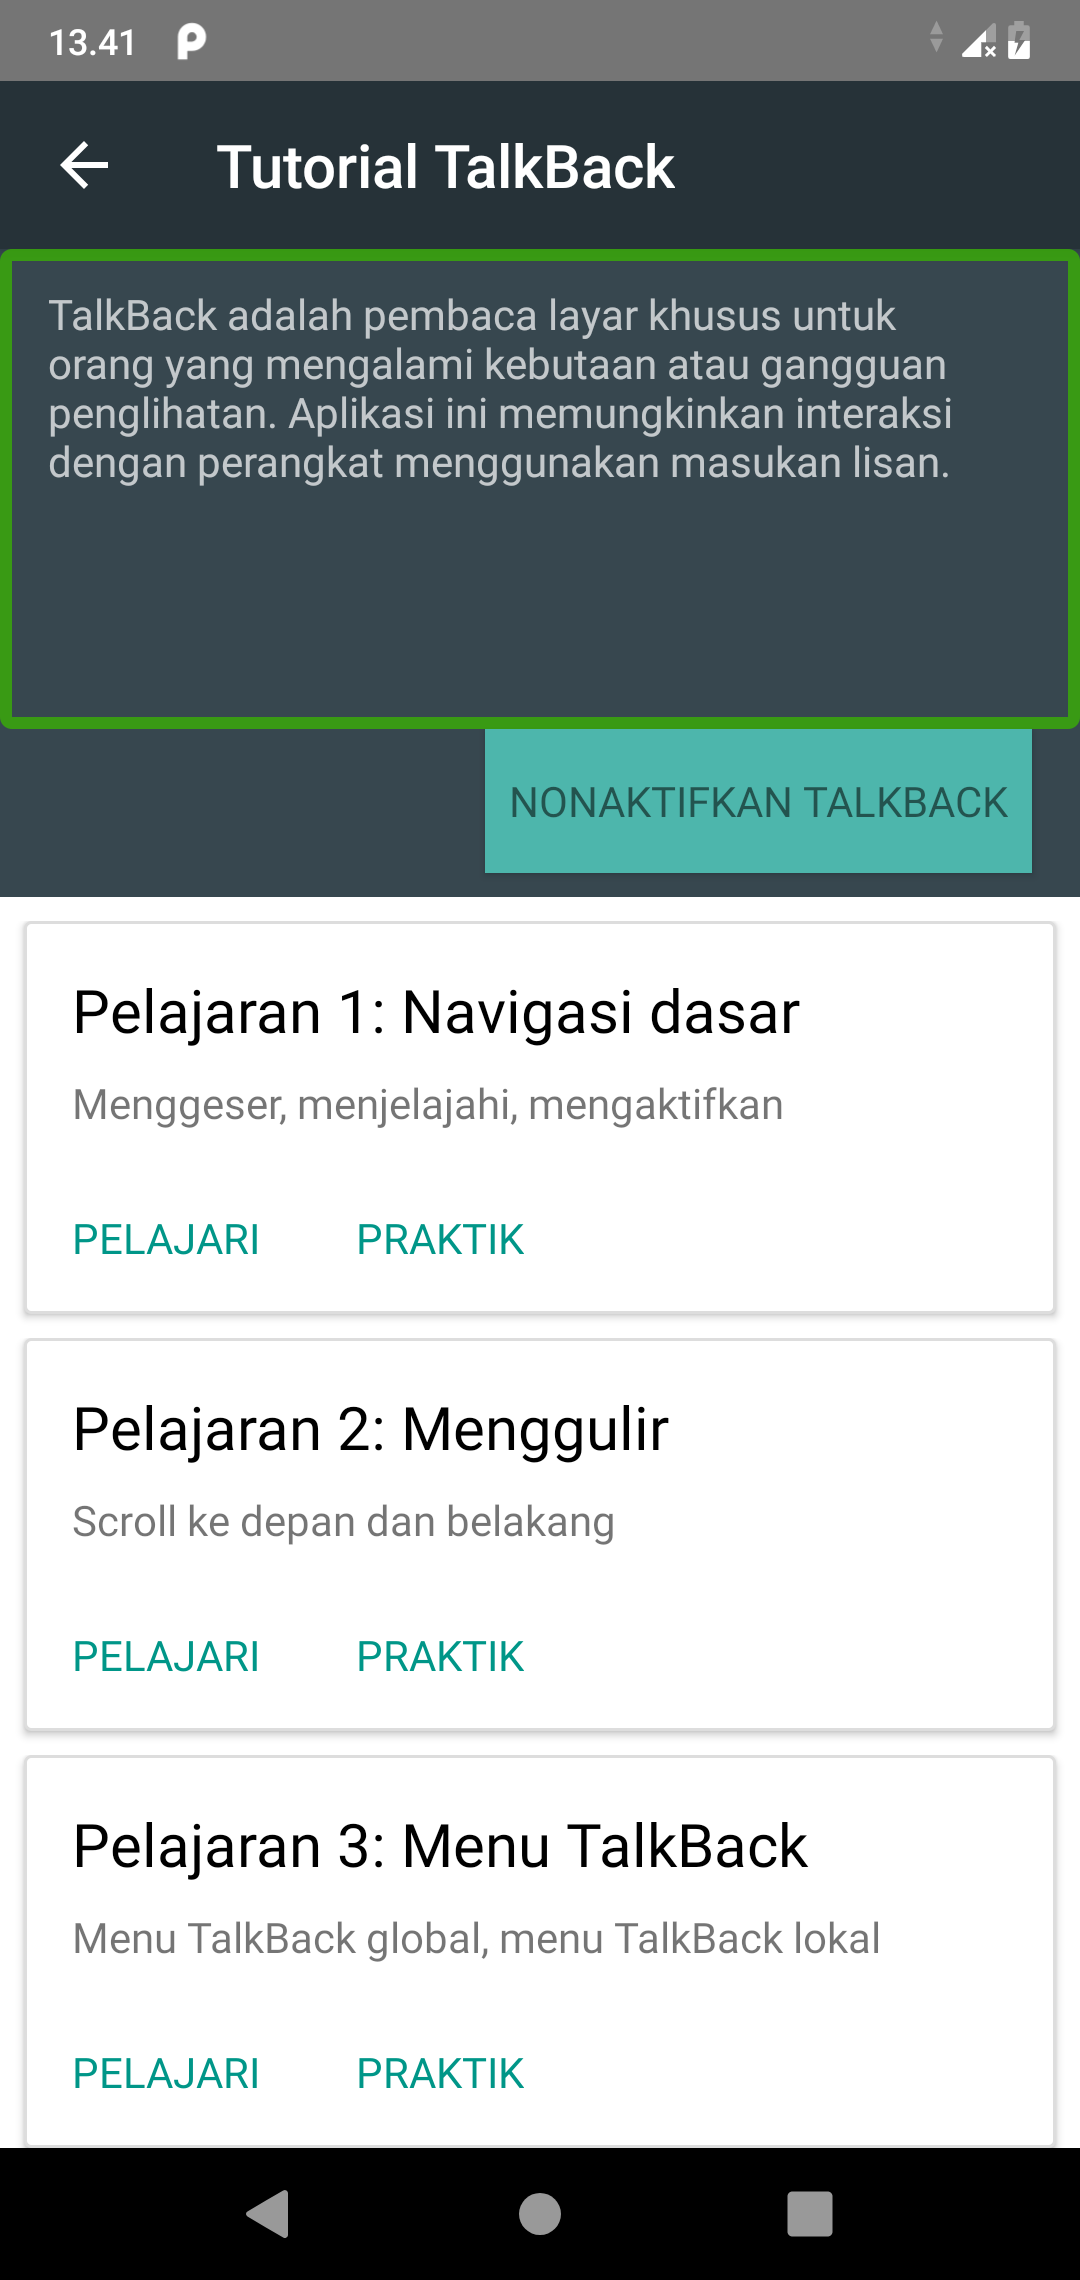 13.41
Tutorial TalkBack
TalkBack adalah pembaca layar khusus untuk
orang yang mengalami kebutaan atau gangguan
penglihatan. Aplikasi ini memungkinkan interaksi
dengan perangkat menggunakan masukan lisan.
NONAKTIFKAN TALKBACK
Pelajaran 1: Navigasi dasar
Menggeser, menjelajahi, mengaktifkan
PELAJARI PRAKTIK
Pelajaran 2: Menggulir
Scroll ke depan dan belakang
PELAJARI PRAKTIK
Pelajaran 3: Menu TalkBack
Menu TalkBack global, menu TalkBack lokal
PELAJARI PRAKTIK